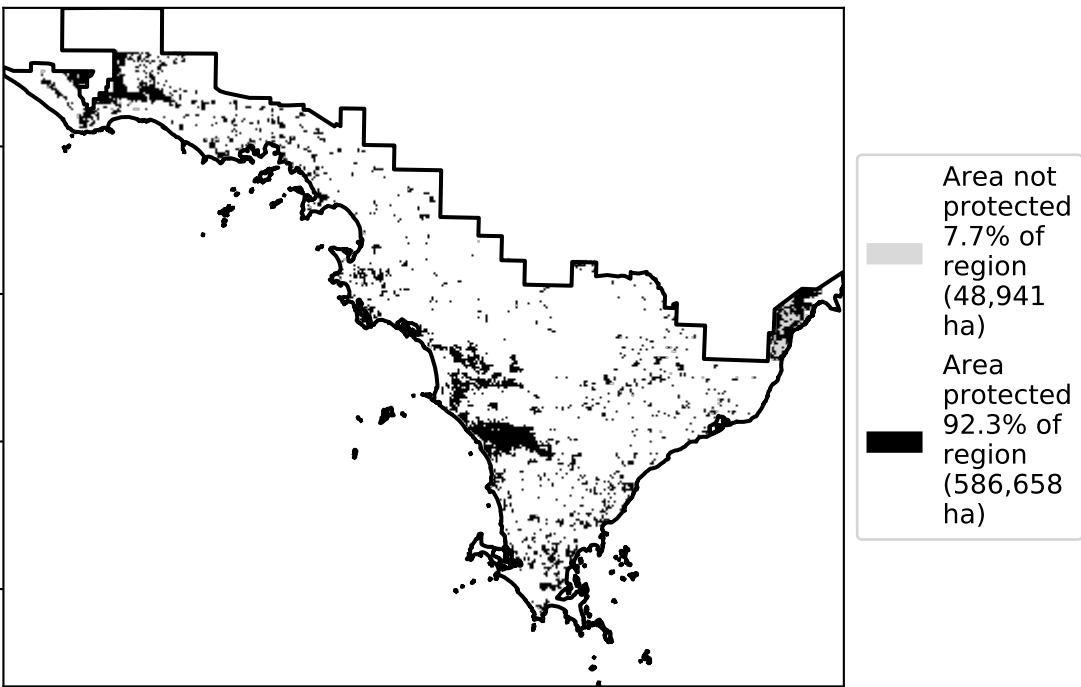 Area not
protected
7.7% of
region
(48,941
ha)
Area
protected
92.3% of
region
(586,658
ha)